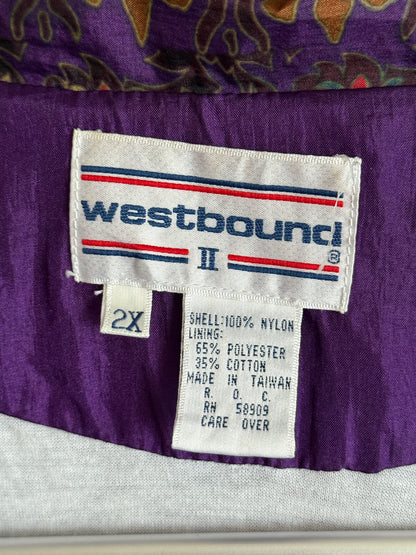 westbound
II ®
2X
SHELL:100% NYLON
LINING:
65% POLYESTER
35% COTTON
MADE IN TAIWAN
R. O. C.
RN 58909
CARE OVER